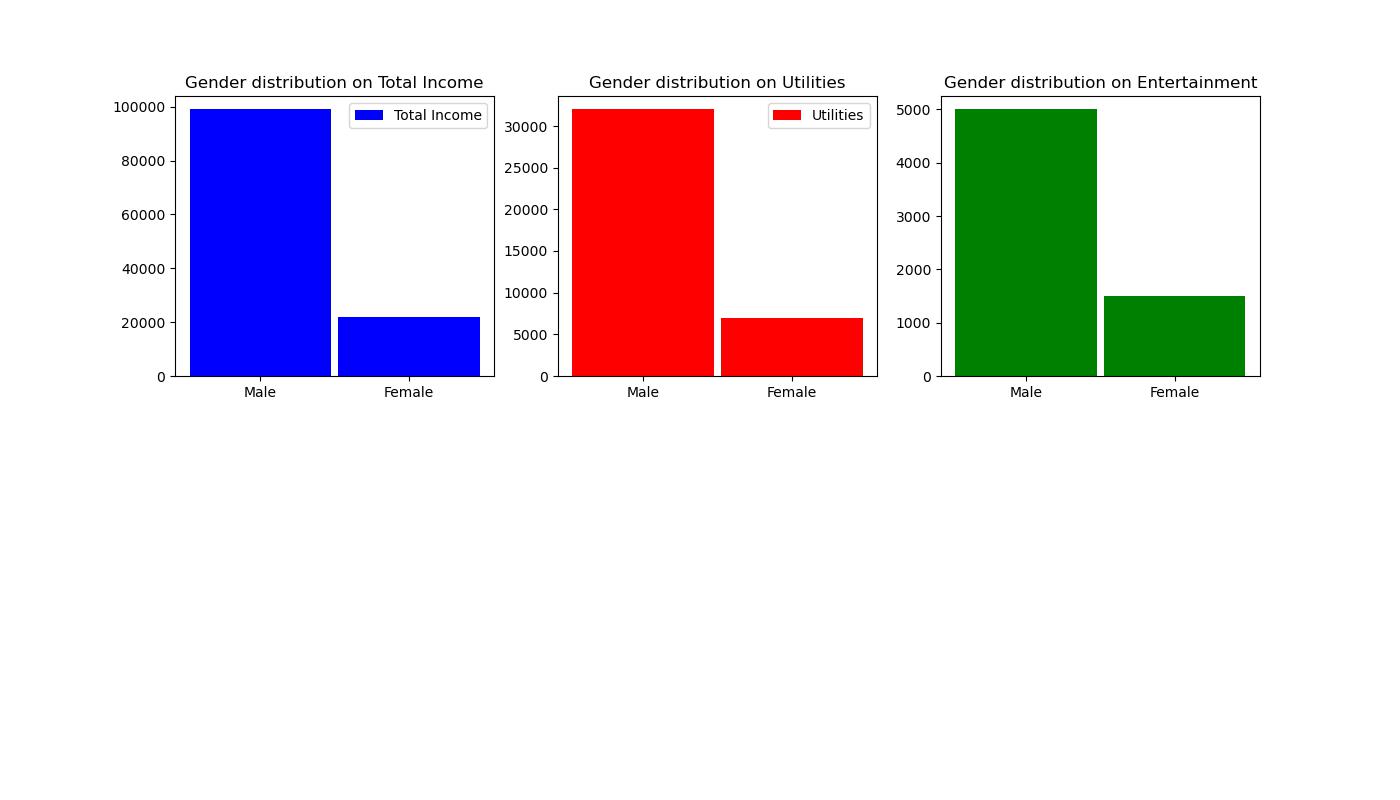 Gender distribution on Total Income
100000
80000
60000
40000
20000
0
Total Income
Male Female
Gender distribution on Utilities
30000
25000
20000
15000
10000
5000
0
Utilities
Male Female
Gender distribution on Entertainment
5000
4000
3000
2000
1000
0
Male Female